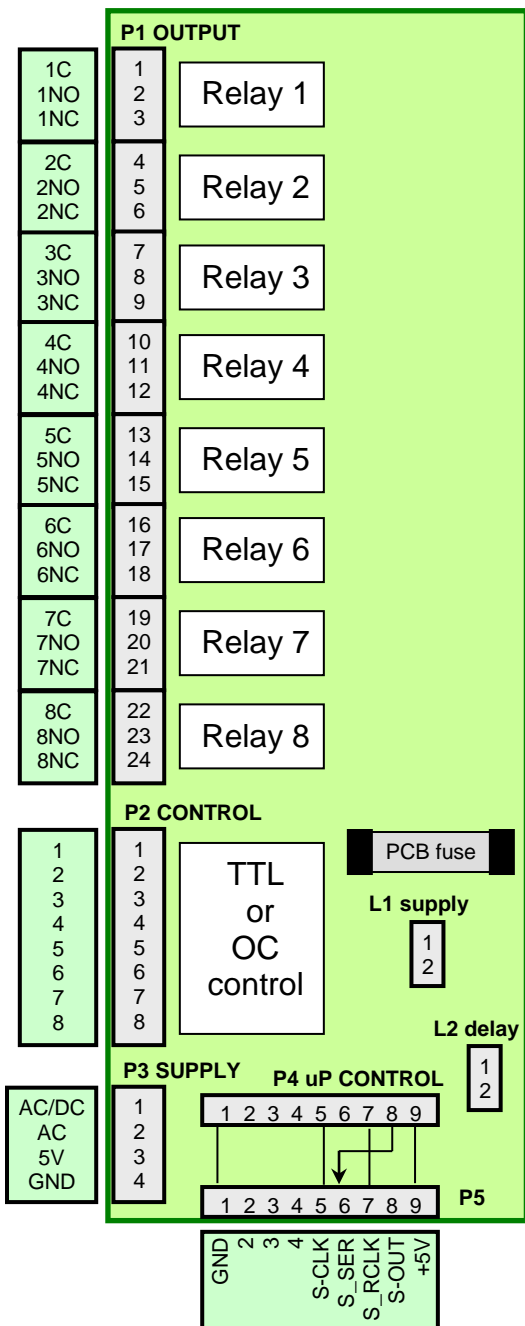 P1 OUTPUT
1C
1NO
1NC
1
2
3
Relay 1
2C
2NO
2NC
4
5
6
Relay 2
3C
3NO
3NC
7
8
9
Relay 3
4C
4NO
4NC
10
11
12
Relay 4
5C
5NO
5NC
13
14
15
Relay 5
6C
6NO
6NC
16
17
18
Relay 6
7C
7NO
7NC
19
20
21
Relay 7
8C
8NO
8NC
22
23
24
Relay 8
P2 CONTROL
1
2
3
4
5
6
7
8
1
2
3
4
5
6
7
8
TTL
or
OC
control
PCB fuse
L1 supply
1
2
L2 delay
1
2
P3 SUPPLY
AC/DC
AC
5V
GND
1
2
3
4
P4 uP CONTROL
1 2 3 4 5 6 7 8 9
1 2 3 4 5 6 7 8 9
P5
GND
2
3
4
S-CLK
S_SER
S_RCLK
S-OUT
+5V